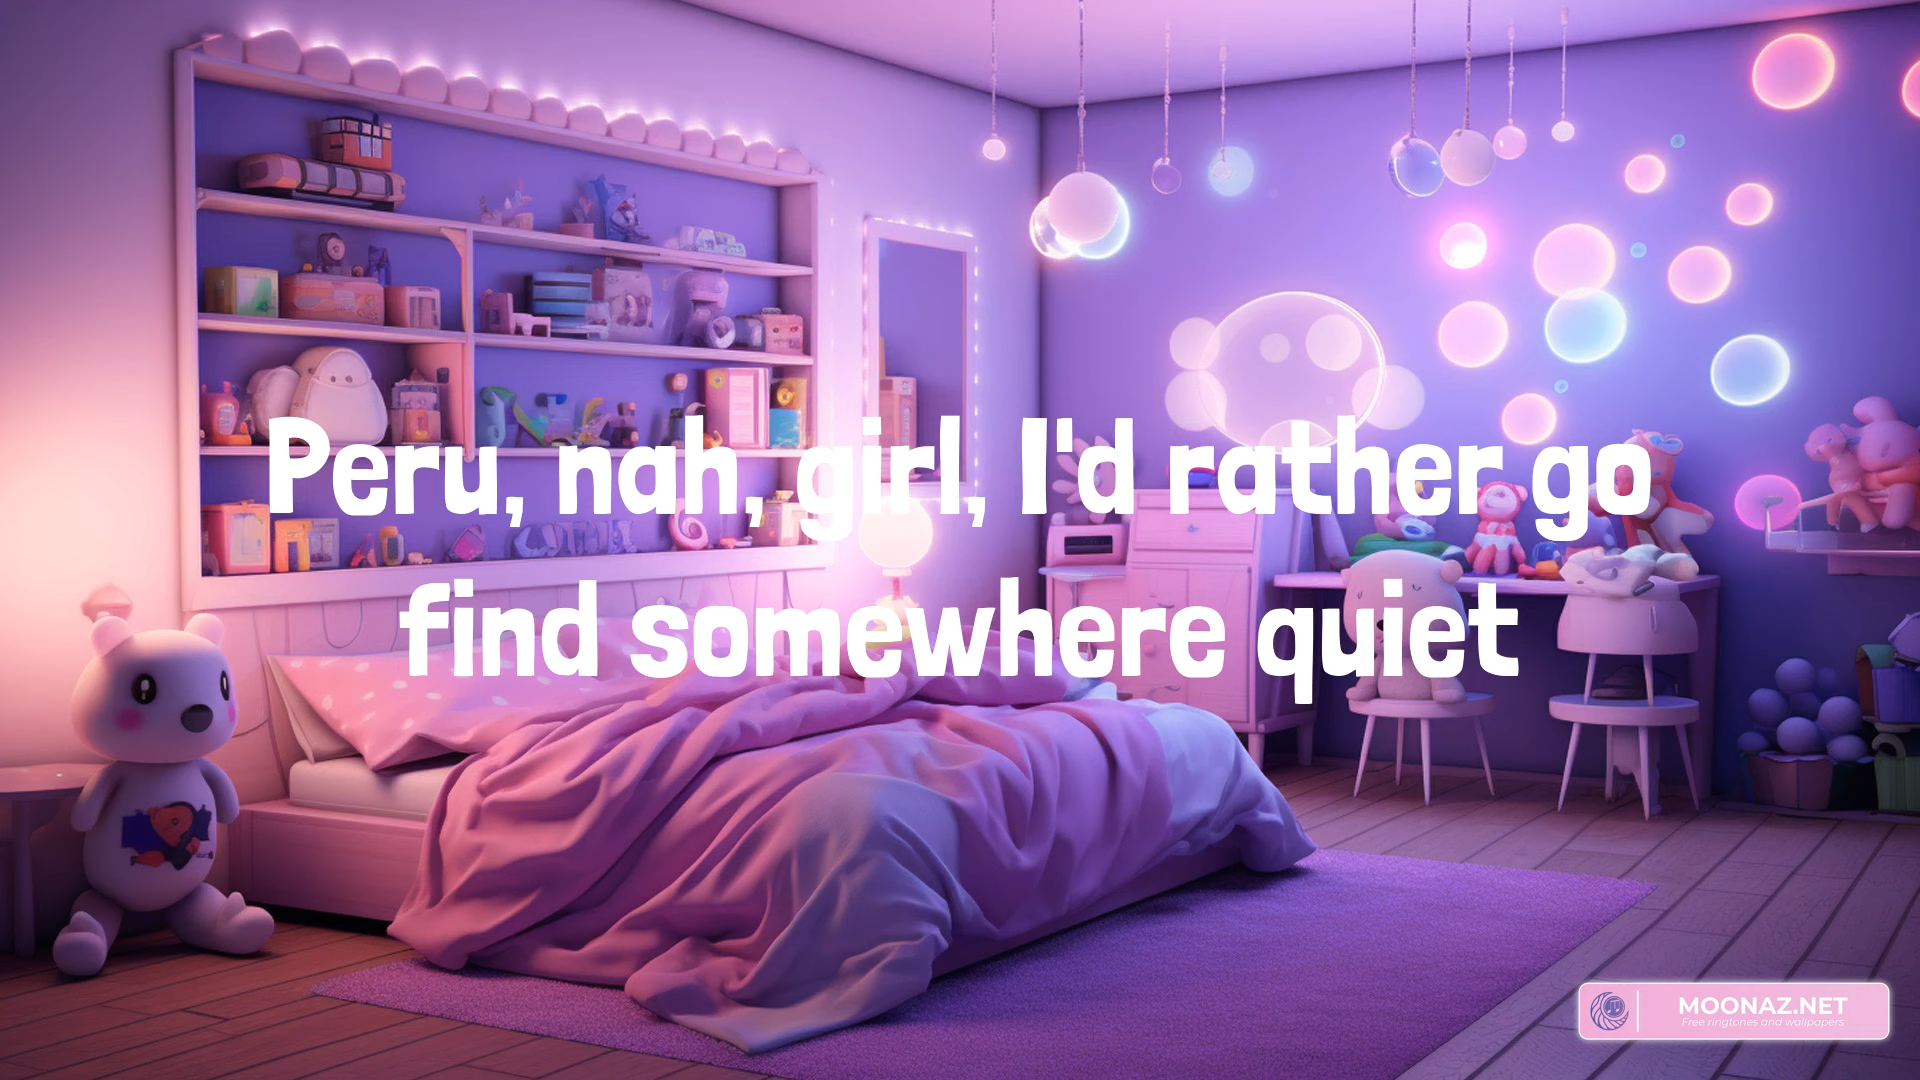 Peru, nah, girl, I'd rather go
find somewhere quiet
MOONAZ.NET
Free ringtones and wallpapers